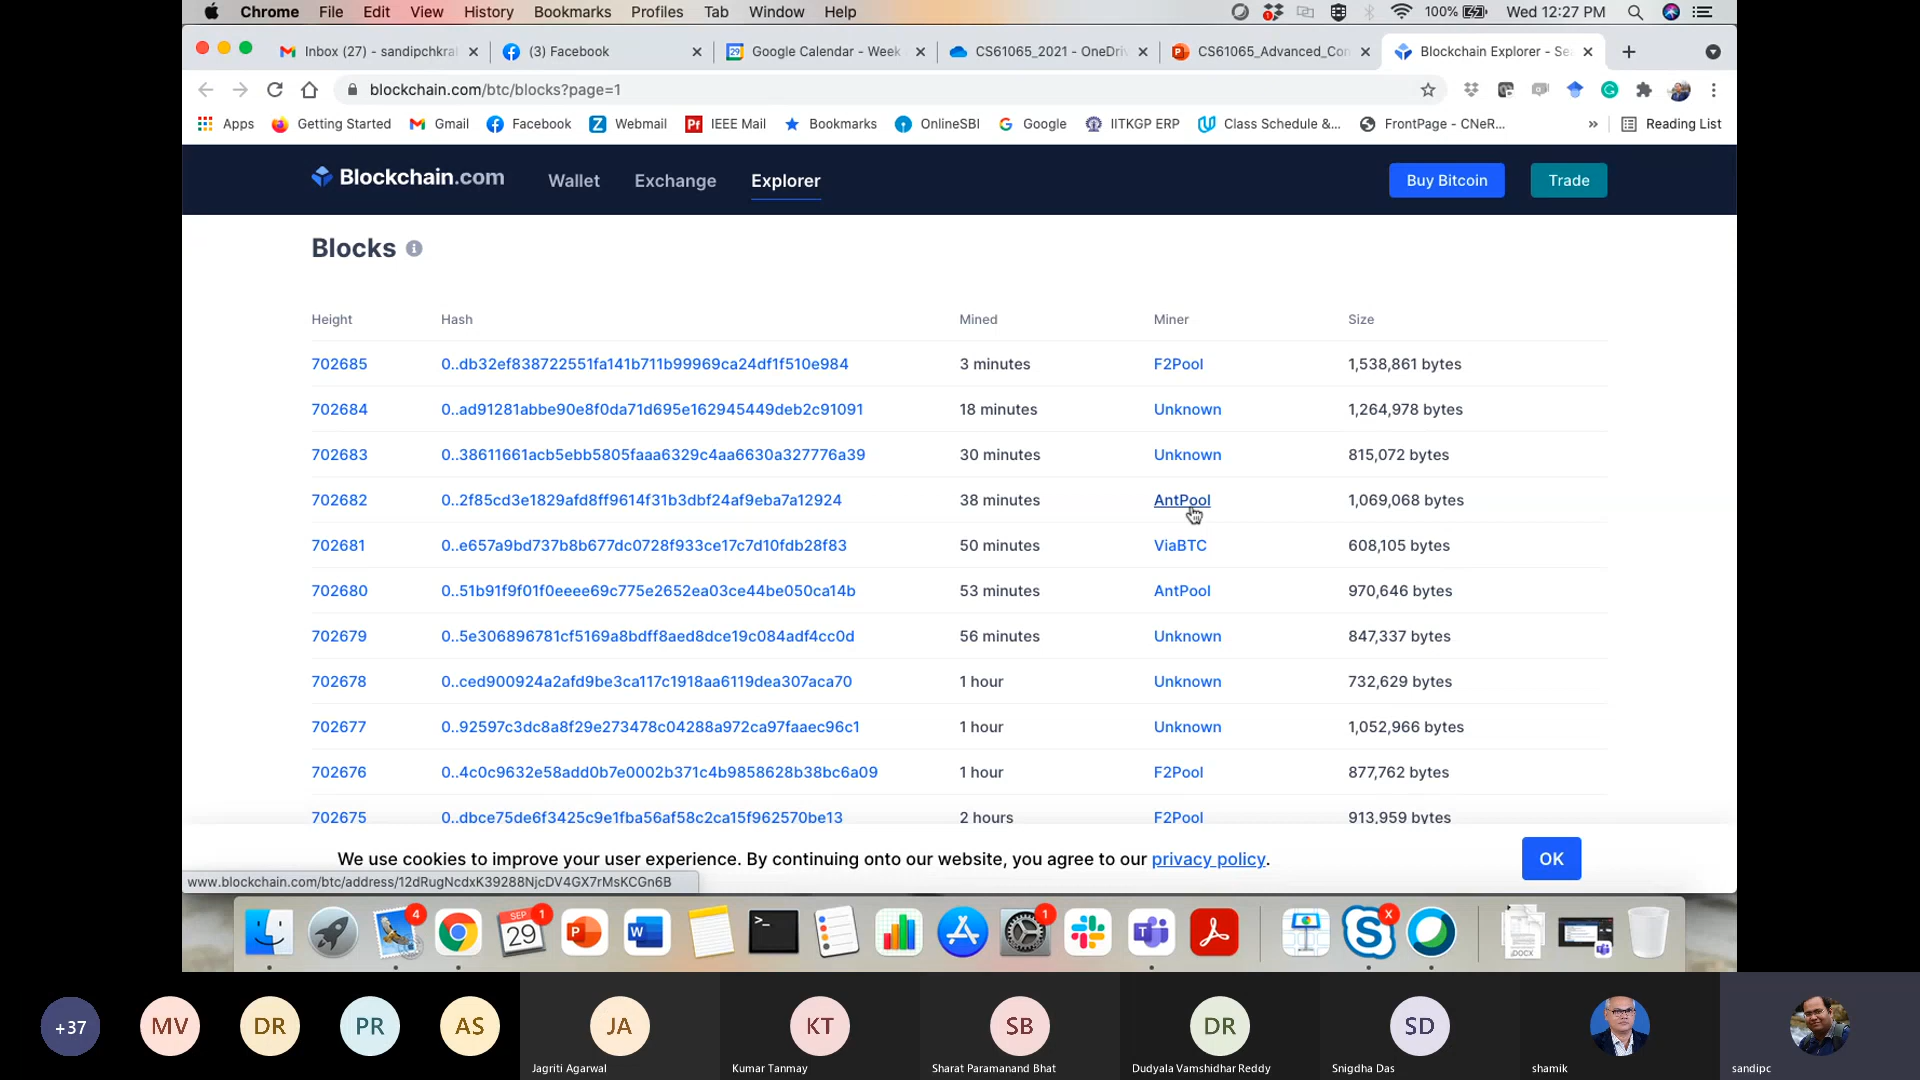 Chrome File Edit View History Bookmarks Profiles Tab Window Help 100% Wed 12:27 PM
Inbox (27) - sandipchkra
(3) Facebook
Google Calendar - Week
CS61065_2021 - OneDriv
CS61065_Advanced_Con
Blockchain Explorer - Se
blockchain.com/btc/blocks?page=1
Apps Getting Started Gmail Facebook Webmail IEEE Mail Bookmarks OnlineSBI Google IITKGP ERP Class Schedule &... FrontPage - CNeR... » Reading List
Blockchain.com Wallet Exchange Explorer Buy Bitcoin Trade
Blocks
Height Hash Mined Miner Size
702685 0..db32ef838722551fa141b711b99969ca24df1f510e984 3 minutes F2Pool 1,538,861 bytes
702684 0..ad91281abbe90e8f0da71d695e162945449deb2c91091 18 minutes Unknown 1,264,978 bytes
702683 0..38611661acb5ebb5805faaa6329c4aa6630a327776a39 30 minutes Unknown 815,072 bytes
702682 0..2f85cd3e1829afd8ff9614f31b3dbf24af9eba7a12924 38 minutes AntPool 1,069,068 bytes
702681 0..e657a9bd737b8b677dc0728f933ce17c7d10fdb28f83 50 minutes ViaBTC 608,105 bytes
702680 0..51b91f9f01f0eeee69c775e2652ea03ce44be050ca14b 53 minutes AntPool 970,646 bytes
702679 0..5e306896781cf5169a8bdff8aed8dce19c084adf4cc0d 56 minutes Unknown 847,337 bytes
702678 0..ced900924a2afd9be3ca117c1918aa6119dea307aca70 1 hour Unknown 732,629 bytes
702677 0..92597c3dc8a8f29e273478c04288a972ca97faaec96c1 1 hour Unknown 1,052,966 bytes
702676 0..4c0c9632e58add0b7e0002b371c4b9858628b38bc6a09 1 hour F2Pool 877,762 bytes
702675 0..dbce75de6f3425c9e1fba56af58c2ca15f962570be13 2 hours F2Pool 913,959 bytes
We use cookies to improve your user experience. By continuing onto our website, you agree to our privacy policy. OK
www.blockchain.com/btc/address/12dRugNcdxK39288NjcDV4GX7rMsKCGn6B
4 SEP 29 1 P W >_ 1 T S X .DOCX
+37 MV DR PR AS JA KT SB DR SD
Jagriti Agarwal Kumar Tanmay Sharat Paramanand Bhat Dudyala Vamshidhar Reddy Snigdha Das shamik sandipc